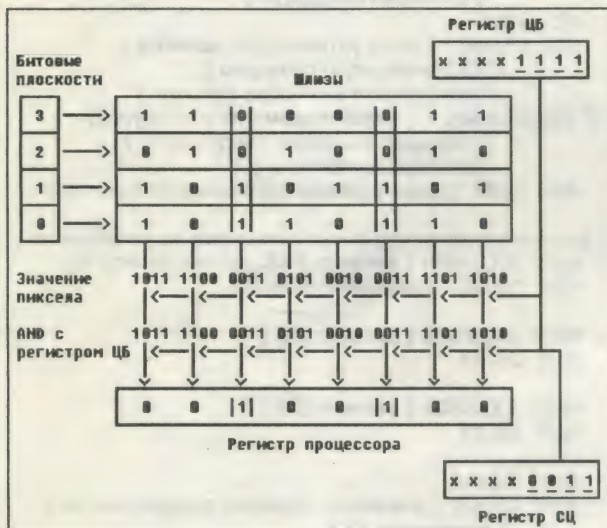 Регистр ЦБ
x x x x 1 1 1 1
Битовые
плоскости
Шлизы
3 1 1 0 0 0 0 1 1
2 0 1 0 1 0 0 1 0
1 1 0 1 0 1 1 0 1
0 1 0 1 1 0 1 1 0
Значение
пиксела
1011 1100 0011 0101 0010 0011 1101 1010
AND с
регистром ЦБ
1011 1100 0011 0101 0010 0011 1101 1010
0 0 1 0 0 1 0 0
Регистр процессора
x x x x 0 0 1 1
Регистр СЦ